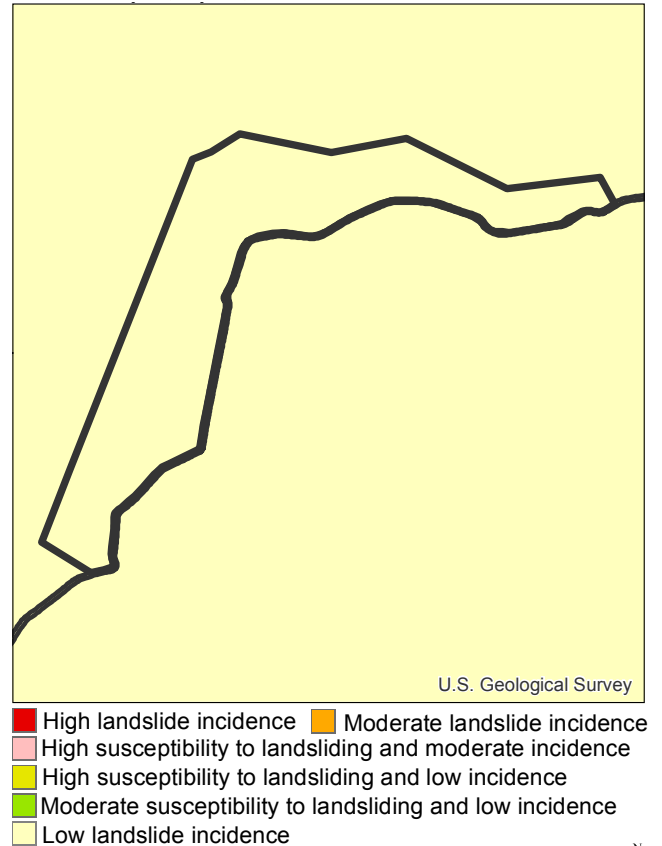 U.S. Geological Survey
High landslide incidence Moderate landslide incidence
High susceptibility to landsliding and moderate incidence
High susceptibility to landsliding and low incidence
Moderate susceptibility to landsliding and low incidence
Low landslide incidence